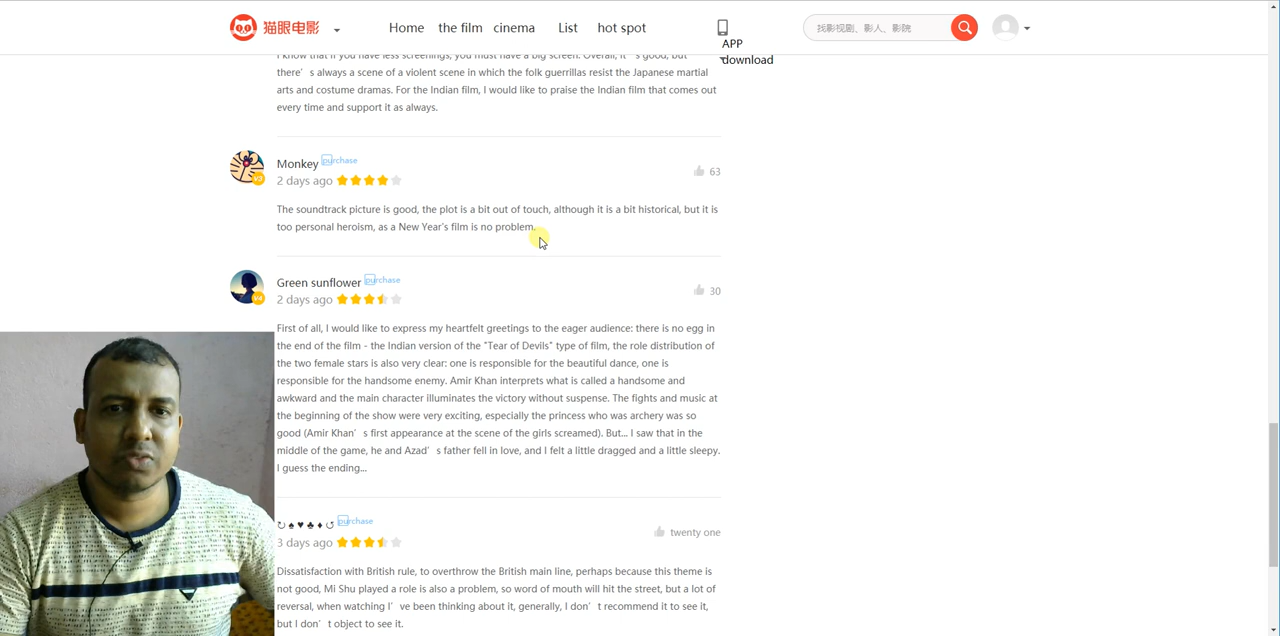 猫眼电影
Home
the film
cinema
List
hot spot
APP
download
找影视剧、影人、影院
I know that if you have less screenings, you must have a big screen. Overall, it's good, but
there's always a scene of a violent scene in which the folk guerrillas resist the Japanese martial
arts and costume dramas. For the Indian film, I would like to praise the Indian film that comes out
every time and support it as always.
Monkey purchase
2 days ago
63
V3
The soundtrack picture is good, the plot is a bit out of touch, although it is a bit historical, but it is
too personal heroism, as a New Year's film is no problem.
Green sunflower purchase
2 days ago
30
V4
First of all, I would like to express my heartfelt greetings to the eager audience: there is no egg in
the end of the film - the Indian version of the "Tear of Devils" type of film, the role distribution of
the two female stars is also very clear: one is responsible for the beautiful dance, one is
responsible for the handsome enemy. Amir Khan interprets what is called a handsome and
awkward and the main character illuminates the victory without suspense. The fights and music at
the beginning of the show were very exciting, especially the princess who was archery was so
good (Amir Khan's first appearance at the scene of the girls screamed). But... I saw that in the
middle of the game, he and Azad's father fell in love, and I felt a little dragged and a little sleepy.
I guess the ending...
↻ ♠ ♥ ♣ ♦ ↺ purchase
3 days ago
twenty one
Dissatisfaction with British rule, to overthrow the British main line, perhaps because this theme is
not good, Mi Shu played a role is also a problem, so word of mouth will hit the street, but a lot of
reversal, when watching I've been thinking about it, generally, I don't recommend it to see it,
but I don't object to see it.